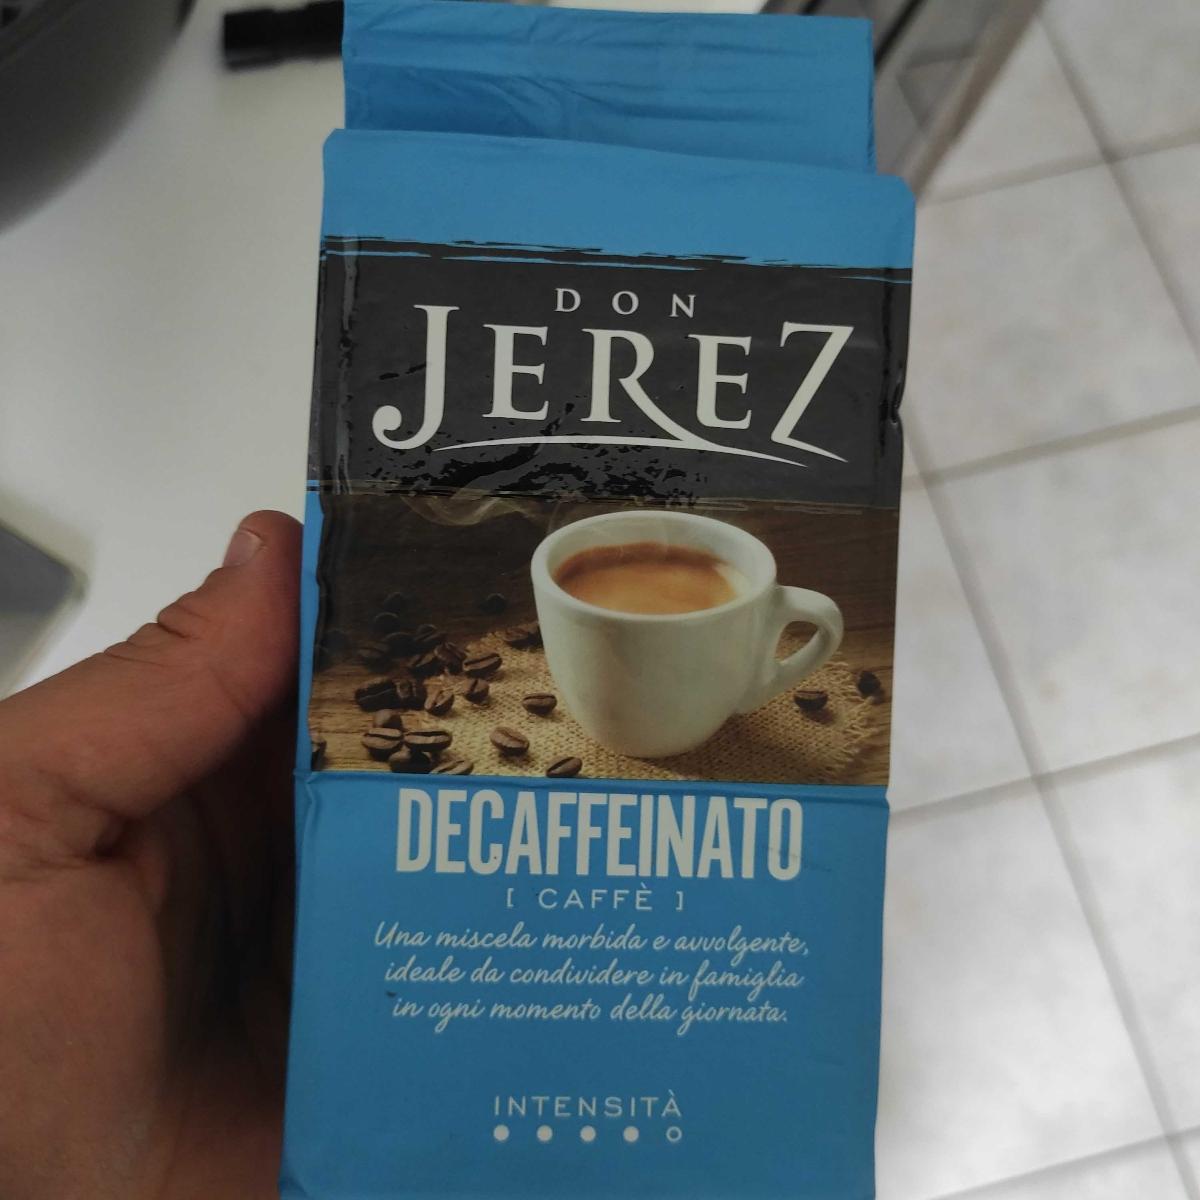 DON
JEREZ
DECAFFEINATO
[ CAFFÈ ]
Una miscela morbida e avvolgente,
ideale da condividere in famiglia
in ogni momento della giornata.
INTENSITÀ